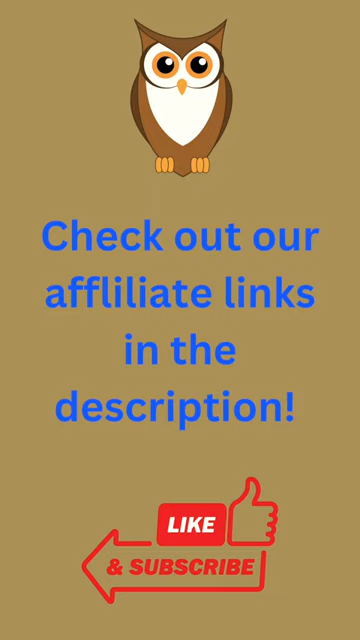 Check out our
affliliate links
in the
description!
LIKE
& SUBSCRIBE